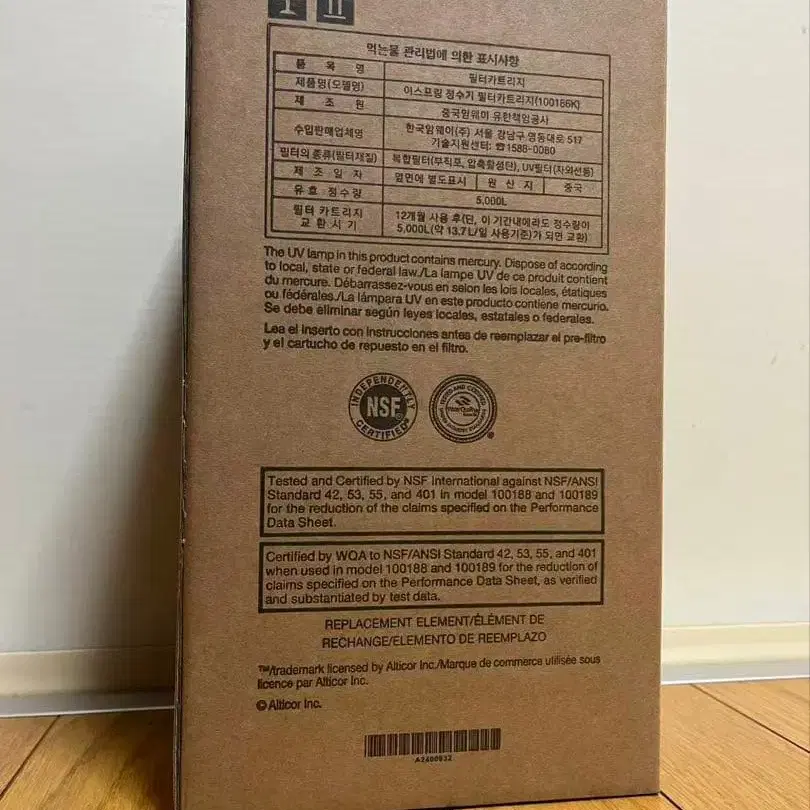 먹는물 관리법에 의한 표시사항
품 목 명 필터카트리지
제품명(모델명) 이스프링 정수기 필터카트리지(100186K)
제 조 원 중국암웨이 유한책임공사
수입판매업체명 한국암웨이(주) 서울 강남구 영동대로 517
기술지원센터: ☎1588-0080
필터의 종류(필터재질) 복합필터(부직포, 압축활성탄), UV필터(자외선등)
제 조 일 자 옆면에 별도표시 원 산 지 중국
유효 정수량 5,000L
필터 카트리지 교환시기 12개월 사용 후(단, 이 기간내에라도 정수량이
5,000L(약 13.7L/일 사용기준)가 되면 교환)
The UV lamp in this product contains mercury. Dispose of according
to local, state or federal law./La lampe UV de ce produit contient
du mercure. Débarrassez-vous en selon les lois locales, étatiques
ou fédérales./La lámpara UV en este producto contiene mercurio.
Se debe eliminar según leyes locales, estatales o federales.
Lea el inserto con instrucciones antes de reemplazar el pre-filtro
y el cartucho de repuesto en el filtro.
INDEPENDENTLY
NSF®
CERTIFIED
TESTED AND CERTIFIED
Tested and Certified by NSF International against NSF/ANSI
Standard 42, 53, 55, and 401 in model 100188 and 100189
for the reduction of the claims specified on the Performance
Data Sheet.
Certified by WQA to NSF/ANSI Standard 42, 53, 55, and 401
when used in model 100188 and 100189 for the reduction of
claims specified on the Performance Data Sheet, as verified
and substantiated by test data.
REPLACEMENT ELEMENT/ÉLÉMENT DE
RECHANGE/ELEMENTO DE REEMPLAZO
™/trademark licensed by Alticor Inc./Marque de commerce utilisée sous
licence par Alticor Inc.
© Alticor Inc.
A2400932